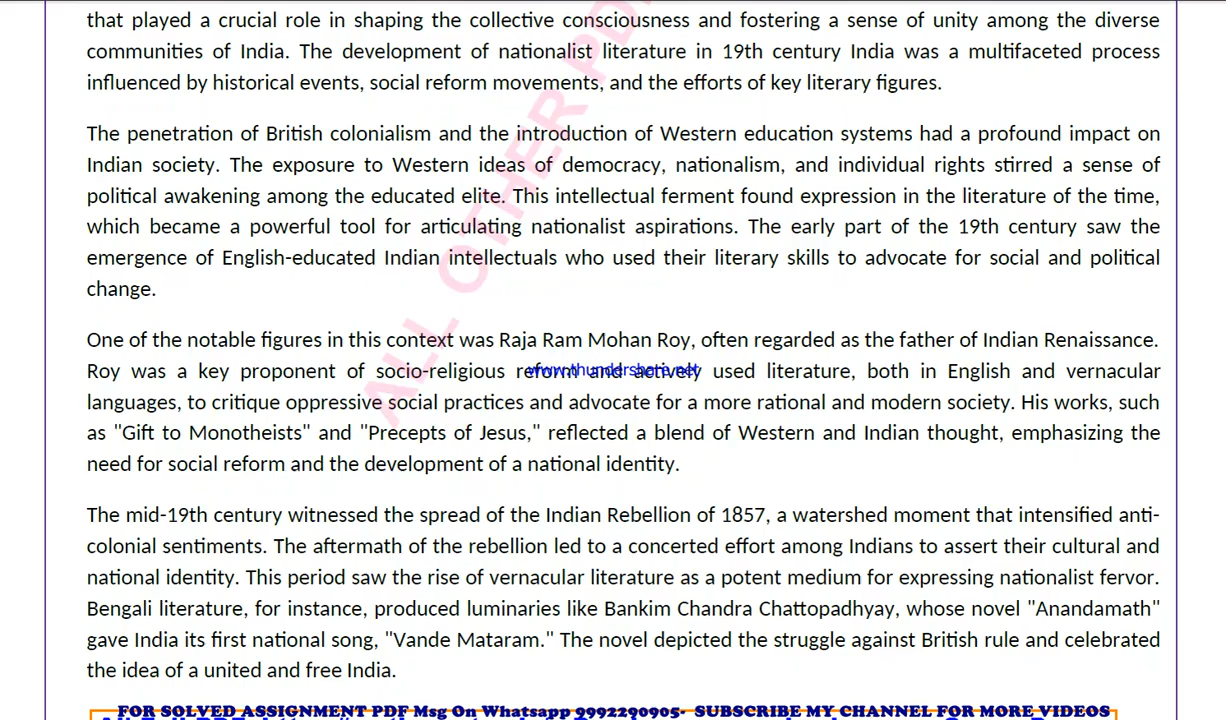 that played a crucial role in shaping the collective consciousness and fostering a sense of unity among the diverse
communities of India. The development of nationalist literature in 19th century India was a multifaceted process
influenced by historical events, social reform movements, and the efforts of key literary figures.
The penetration of British colonialism and the introduction of Western education systems had a profound impact on
Indian society. The exposure to Western ideas of democracy, nationalism, and individual rights stirred a sense of
political awakening among the educated elite. This intellectual ferment found expression in the literature of the time,
which became a powerful tool for articulating nationalist aspirations. The early part of the 19th century saw the
emergence of English-educated Indian intellectuals who used their literary skills to advocate for social and political
change.
One of the notable figures in this context was Raja Ram Mohan Roy, often regarded as the father of Indian Renaissance.
Roy was a key proponent of socio-religious reform and actively used literature, both in English and vernacular
www.thundershare.net
languages, to critique oppressive social practices and advocate for a more rational and modern society. His works, such
as "Gift to Monotheists" and "Precepts of Jesus," reflected a blend of Western and Indian thought, emphasizing the
need for social reform and the development of a national identity.
The mid-19th century witnessed the spread of the Indian Rebellion of 1857, a watershed moment that intensified anti-
colonial sentiments. The aftermath of the rebellion led to a concerted effort among Indians to assert their cultural and
national identity. This period saw the rise of vernacular literature as a potent medium for expressing nationalist fervor.
Bengali literature, for instance, produced luminaries like Bankim Chandra Chattopadhyay, whose novel "Anandamath"
gave India its first national song, "Vande Mataram." The novel depicted the struggle against British rule and celebrated
the idea of a united and free India.
ALL OTHER PDF
FOR SOLVED ASSIGNMENT PDF Msg On Whatsapp 9992290905- SUBSCRIBE MY CHANNEL FOR MORE VIDEOS